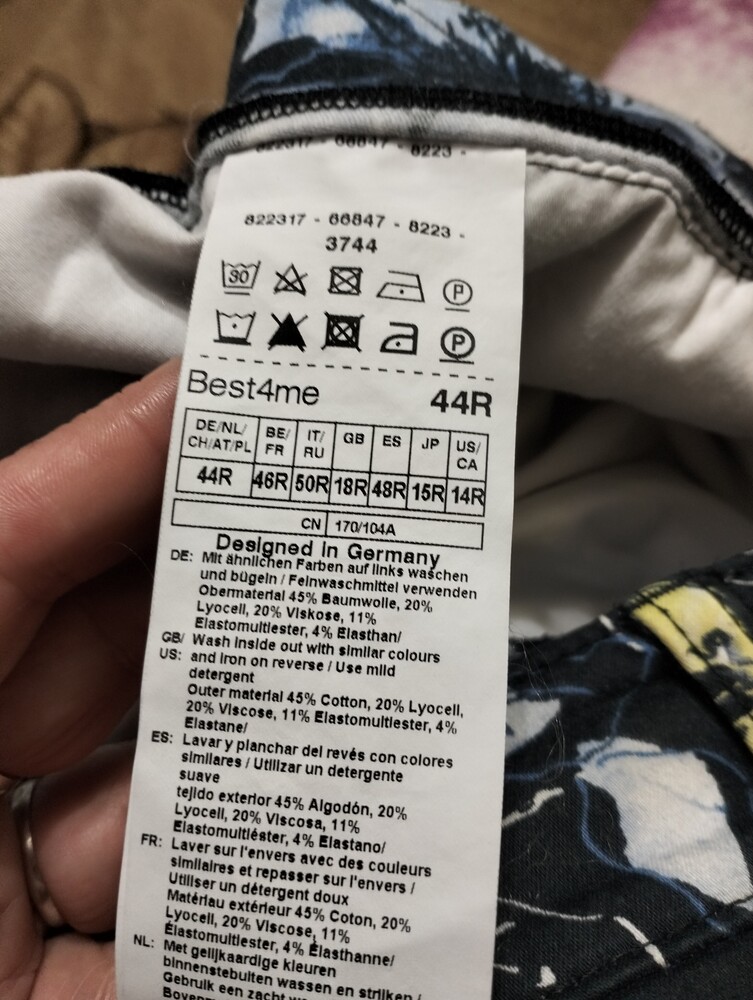 822317 - 66847 - 8223 -
822317 - 66847 - 8223 -
3744
30
P
P
Best4me
44R
DE/NL/ CH/AT/PL BE/ FR IT/ RU GB ES JP US/ CA
44R 46R 50R 18R 48R 15R 14R
CN 170/104A
Designed in Germany
DE: Mit ähnlichen Farben auf links waschen
und bügeln / Feinwaschmittel verwenden
Obermaterial 45% Baumwolle, 20%
Lyocell, 20% Viskose, 11%
Elastomultiester, 4% Elasthan/
GB/ Wash inside out with similar colours
US: and iron on reverse / Use mild
detergent
Outer material 45% Cotton, 20% Lyocell,
20% Viscose, 11% Elastomultiester, 4%
Elastane/
ES: Lavar y planchar del revés con colores
similares / Utilizar un detergente
suave
tejido exterior 45% Algodón, 20%
Lyocell, 20% Viscosa, 11%
Elastomultiéster, 4% Elastano/
FR: Laver sur l'envers avec des couleurs
similaires et repasser sur l'envers /
Utiliser un détergent doux
Matériau extérieur 45% Coton, 20%
Lyocell, 20% Viscose, 11%
Élastomultiester, 4% Élasthanne/
NL: Met gelijkaardige kleuren
binnenstebuiten wassen en strijken /
Gebruik een zacht